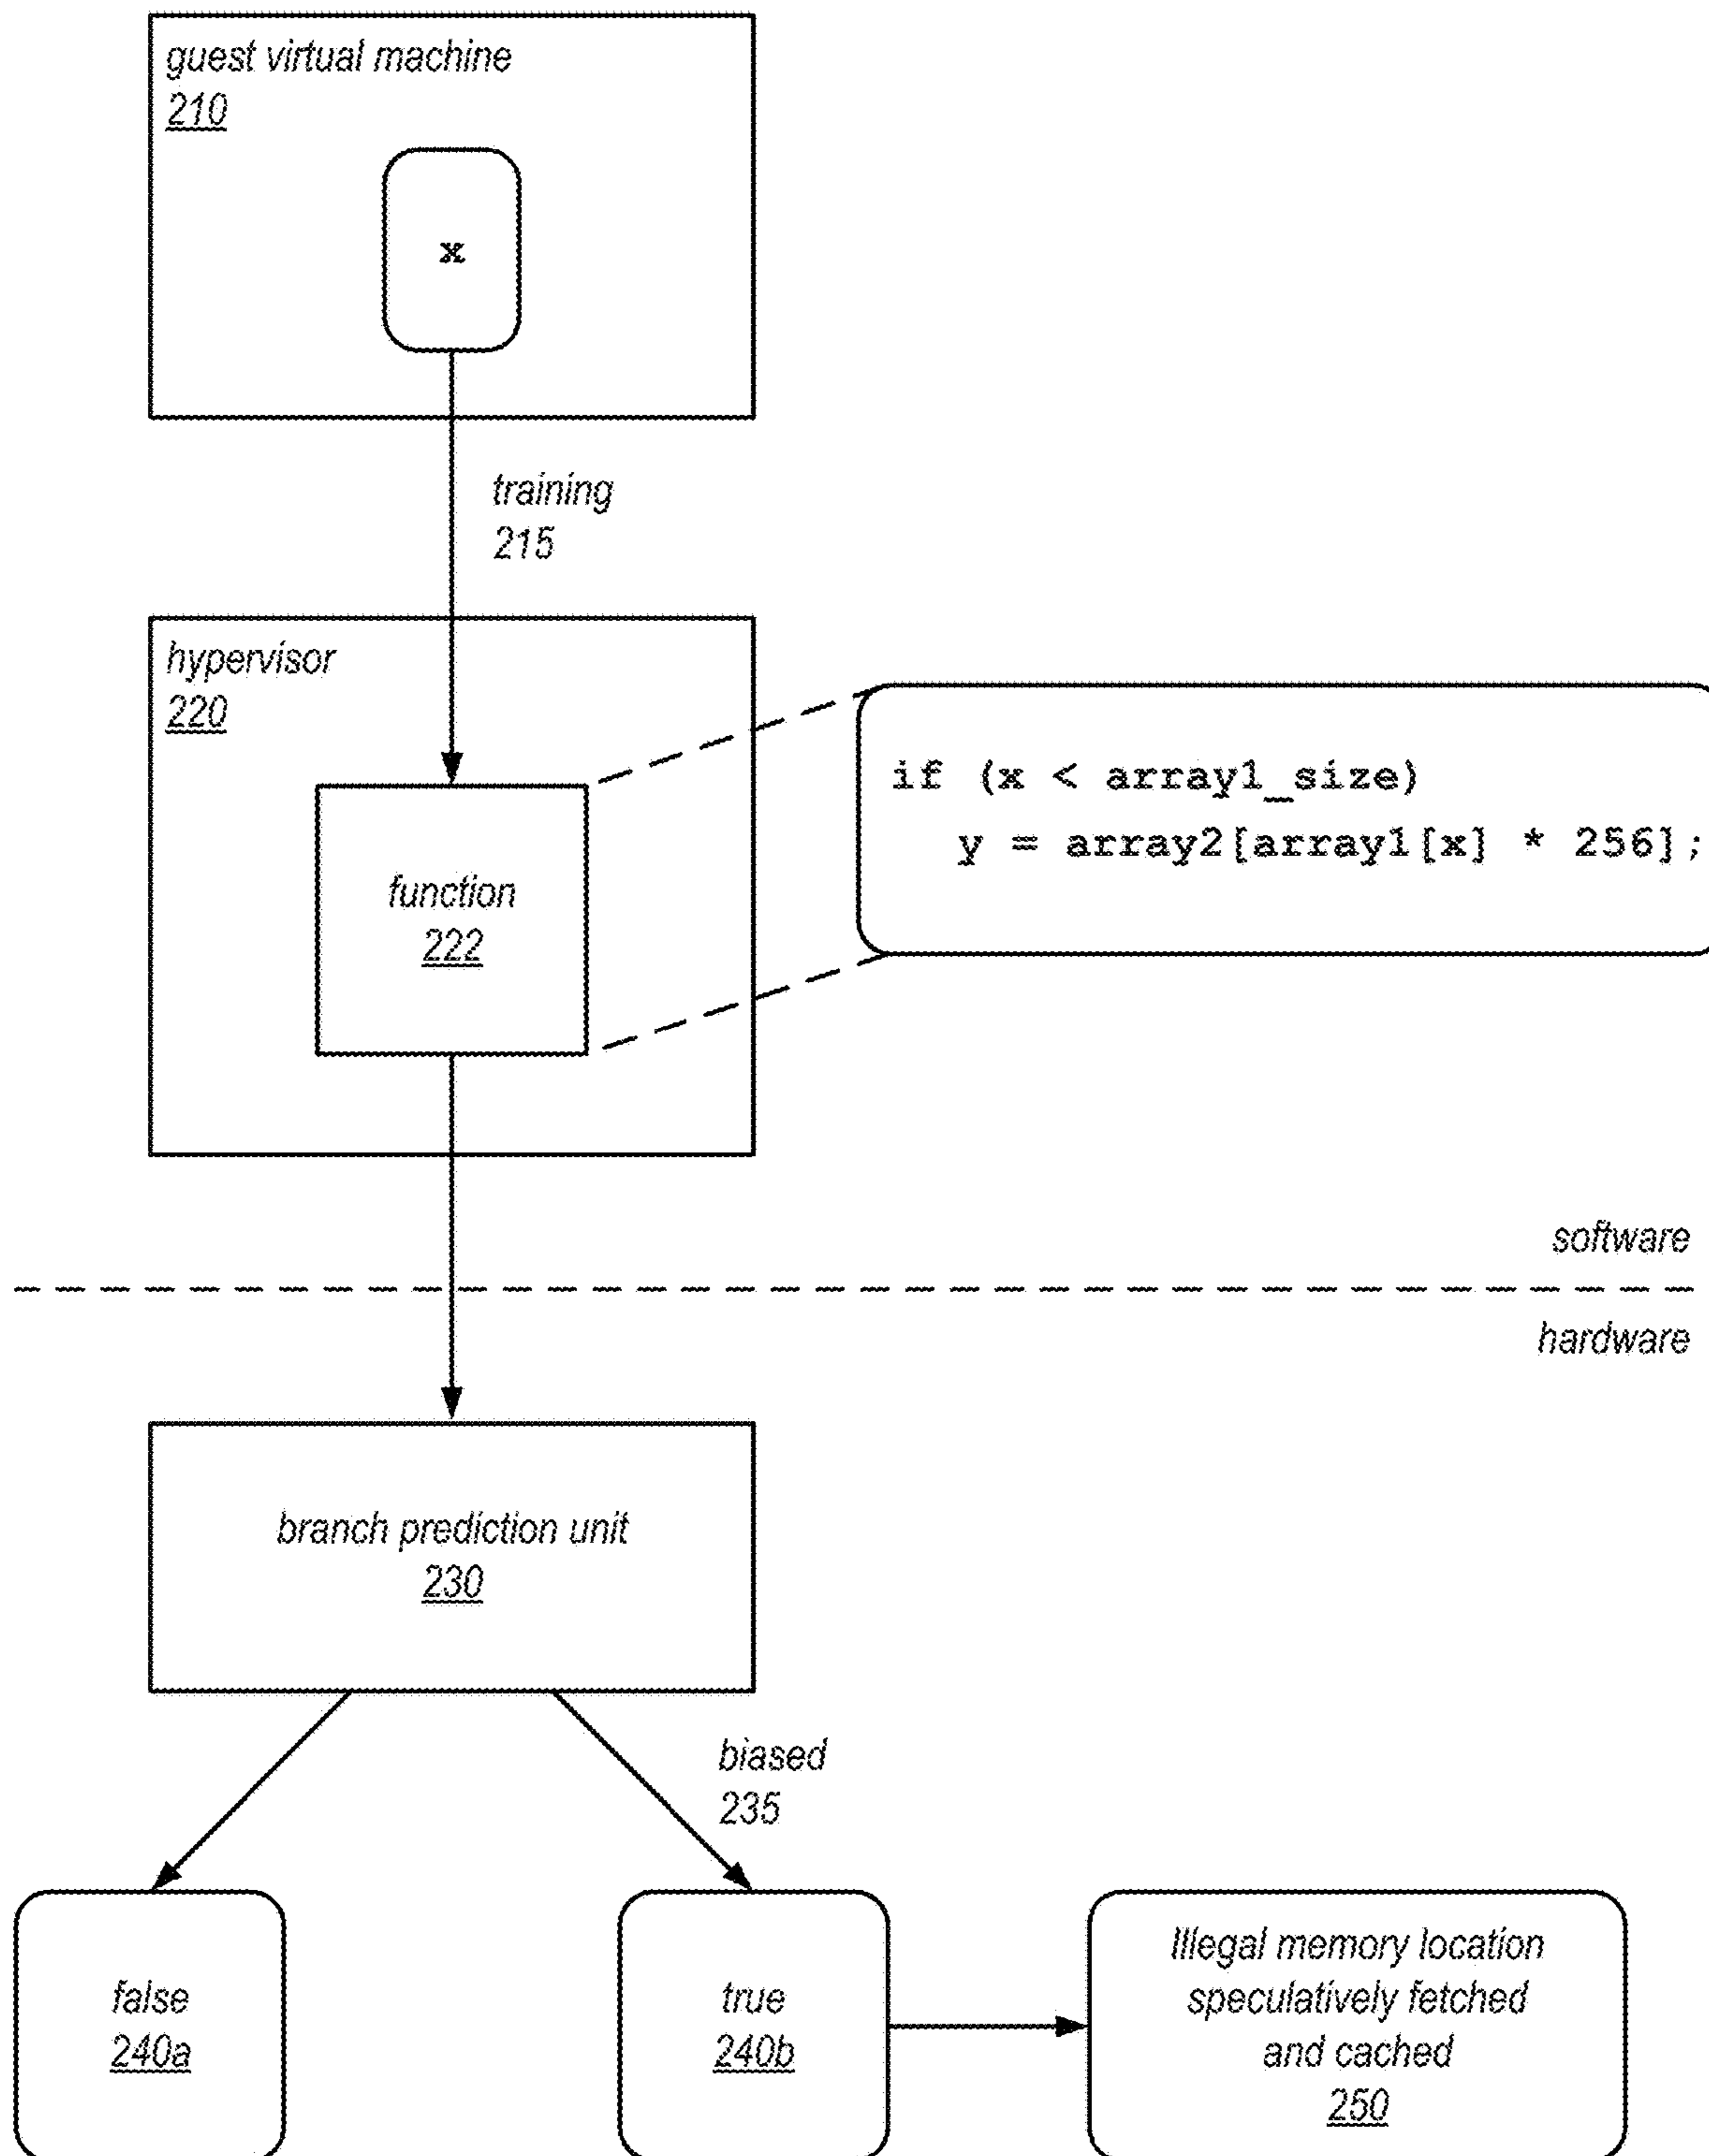 guest virtual machine
210
x
training
215
hypervisor
220
if (x < array1_size)
y = array2[array1[x] * 256];
function
222
software
hardware
branch prediction unit
230
biased
235
false
240a
true
240b
Illegal memory location
speculatively fetched
and cached
250